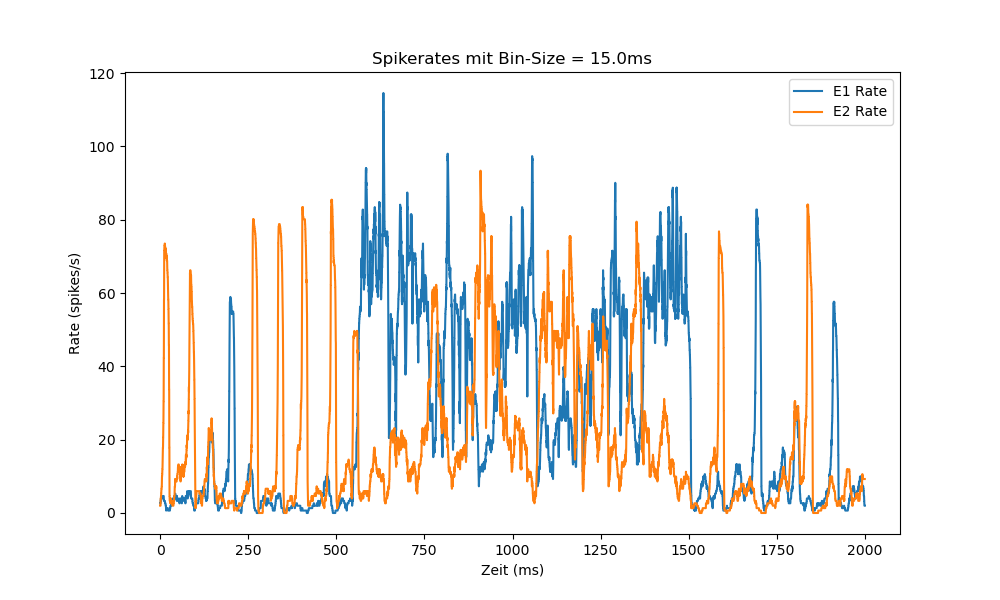 Spikerates mit Bin-Size = 15.0ms
E1 Rate
E2 Rate
120
100
80
60
40
20
0
Rate (spikes/s)
0 250 500 750 1000 1250 1500 1750 2000
Zeit (ms)